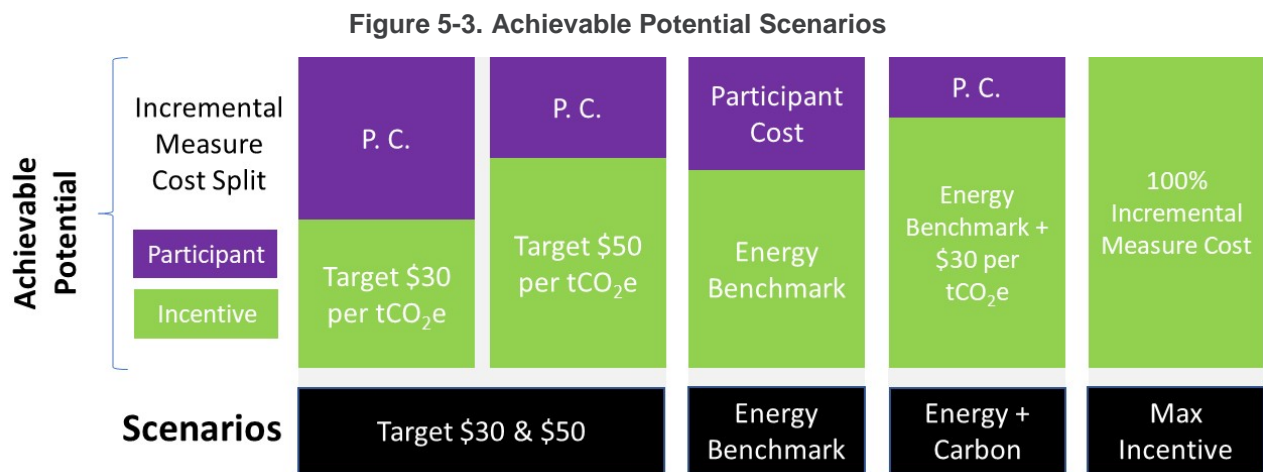 Figure 5-3. Achievable Potential Scenarios
Achievable
Potential
Incremental
Measure
Cost Split
Participant
Incentive
P. C.
Target $30
per tCO₂e
P. C.
Target $50
per tCO₂e
Participant
Cost
Energy
Benchmark
P. C.
Energy
Benchmark +
$30 per
tCO₂e
100%
Incremental
Measure Cost
Scenarios
Target $30 & $50
Energy
Benchmark
Energy +
Carbon
Max
Incentive